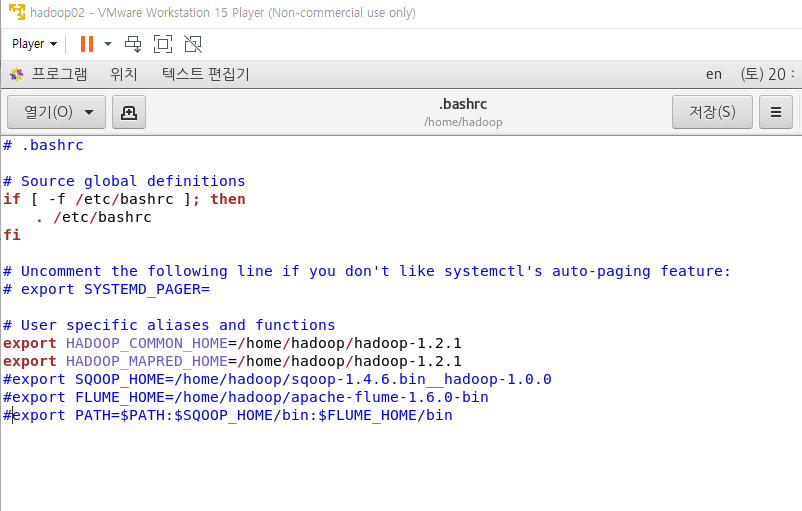 hadoop02 - VMware Workstation 15 Player (Non-commercial use only)
Player
프로그램 위치 텍스트 편집기 en (토) 20 :
열기(O) .bashrc 저장(S)
/home/hadoop
# .bashrc
# Source global definitions
if [ -f /etc/bashrc ]; then
. /etc/bashrc
fi
# Uncomment the following line if you don't like systemctl's auto-paging feature:
# export SYSTEMD_PAGER=
# User specific aliases and functions
export HADOOP_COMMON_HOME=/home/hadoop/hadoop-1.2.1
export HADOOP_MAPRED_HOME=/home/hadoop/hadoop-1.2.1
#export SQOOP_HOME=/home/hadoop/sqoop-1.4.6.bin__hadoop-1.0.0
#export FLUME_HOME=/home/hadoop/apache-flume-1.6.0-bin
#export PATH=$PATH:$SQOOP_HOME/bin:$FLUME_HOME/bin